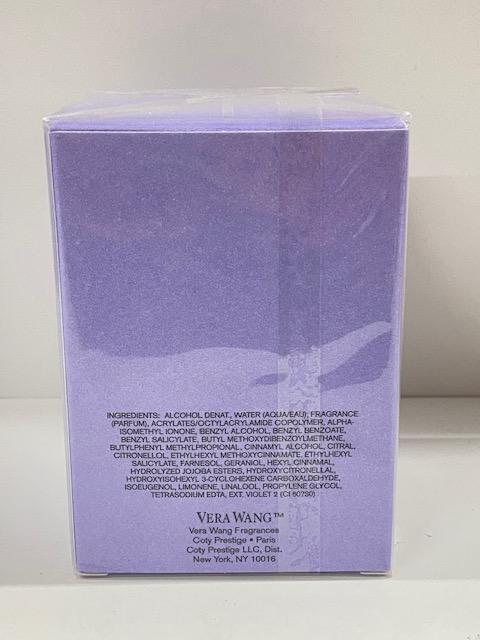 INGREDIENTS: ALCOHOL DENAT., WATER (AQUA/EAU), FRAGRANCE
(PARFUM), ACRYLATES/OCTYLACRYLAMIDE COPOLYMER, ALPHA-
ISOMETHYL IONONE, BENZYL ALCOHOL, BENZYL BENZOATE,
BENZYL SALICYLATE, BUTYL METHOXYDIBENZOYLMETHANE,
BUTYLPHENYL METHYLPROPIONAL, CINNAMYL ALCOHOL, CITRAL,
CITRONELLOL, ETHYLHEXYL METHOXYCINNAMATE, ETHYLHEXYL
SALICYLATE, FARNESOL, GERANIOL, HEXYL CINNAMAL,
HYDROLYZED JOJOBA ESTERS, HYDROXYCITRONELLAL,
HYDROXYISOHEXYL 3-CYCLOHEXENE CARBOXALDEHYDE,
ISOEUGENOL, LIMONENE, LINALOOL, PROPYLENE GLYCOL,
TETRASODIUM EDTA, EXT. VIOLET 2 (CI 60730)
VERA WANG™
Vera Wang Fragrances
Coty Prestige • Paris
Coty Prestige LLC, Dist.
New York, NY 10016